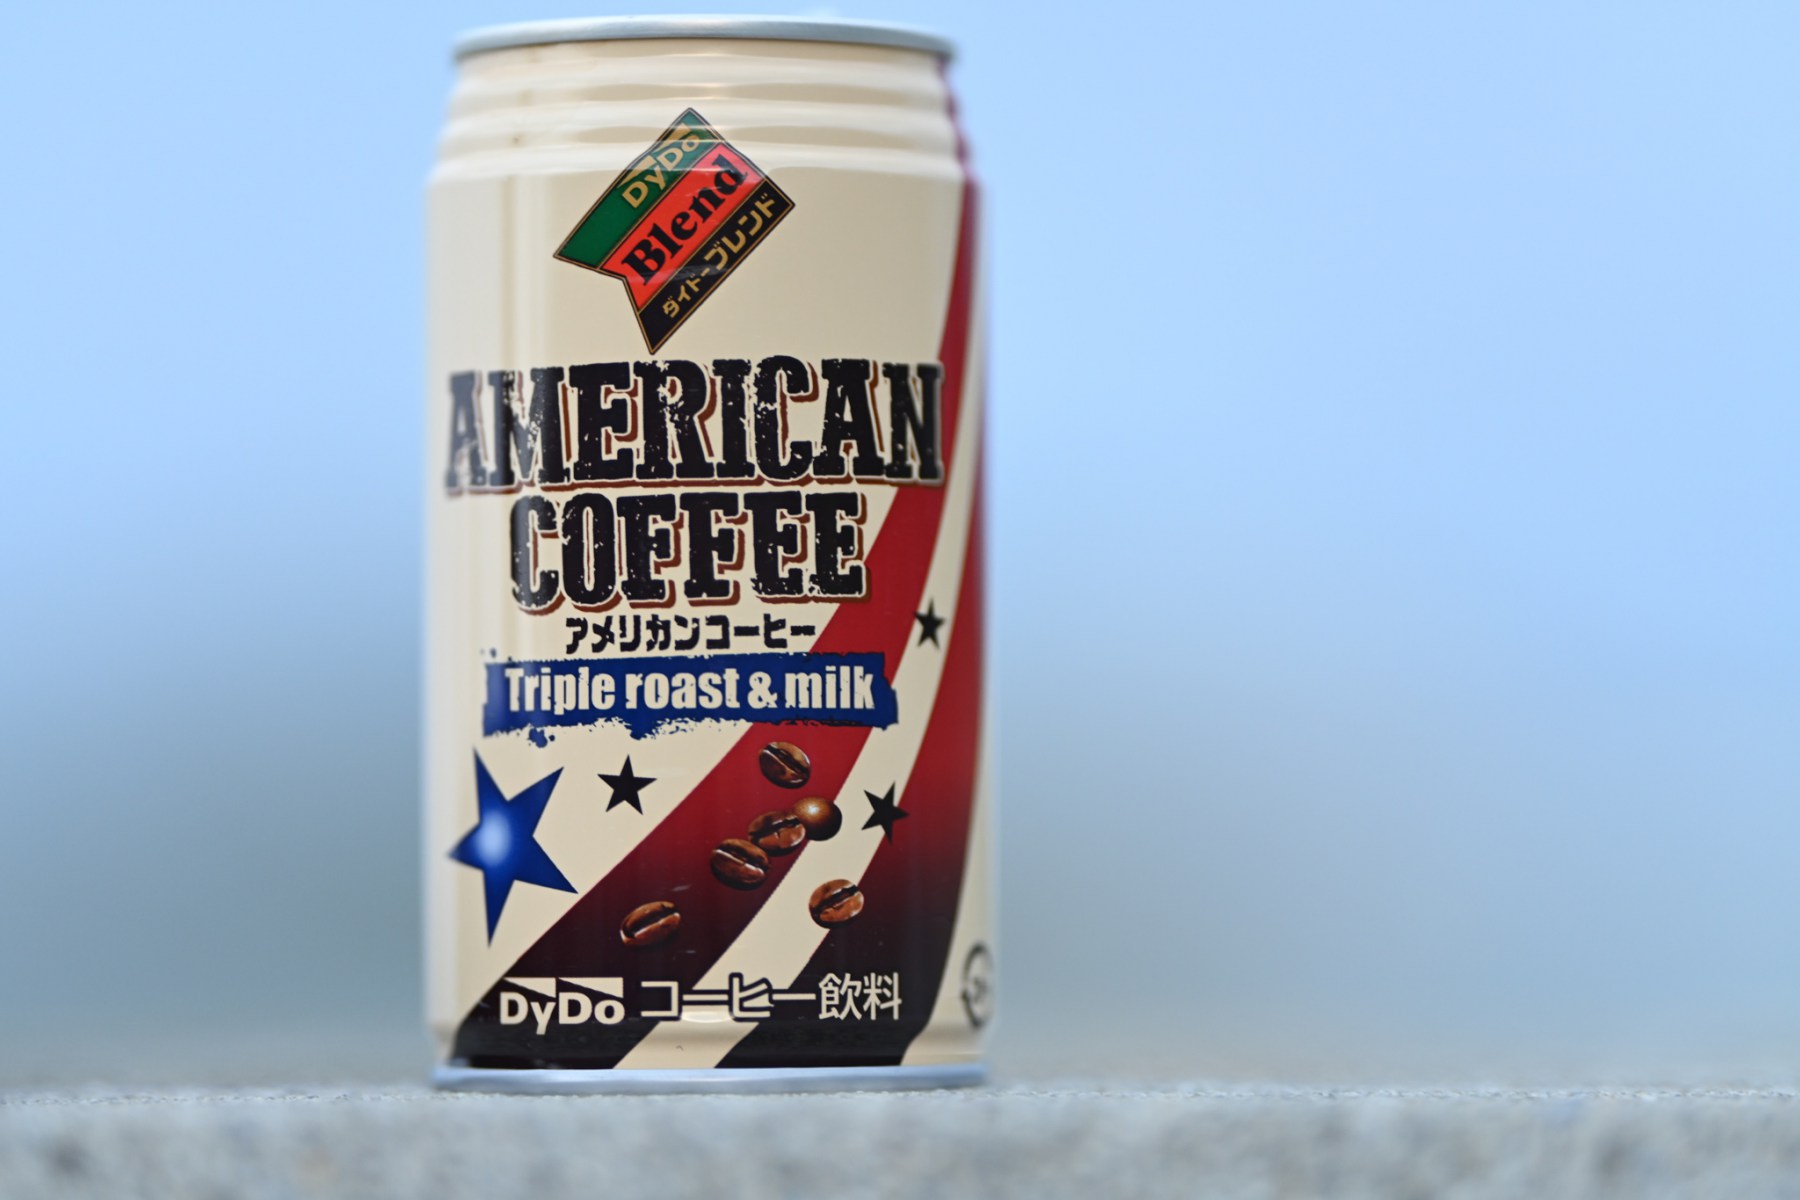 DyDo
Blend
ダイドーブレンド
AMERICAN
COFFEE
アメリカンコーヒー
Triple roast & milk
DyDo コーヒー飲料